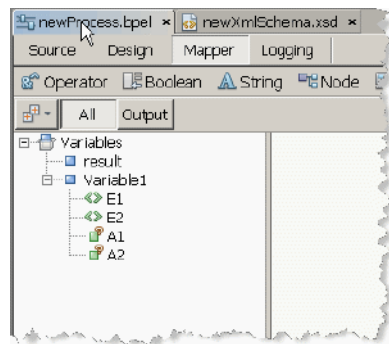 newProcess.bpel × newXmlSchema.xsd ×
Source Design Mapper Logging
Operator Boolean String Node
All Output
Variables
result
Variable1
E1
E2
A1
A2